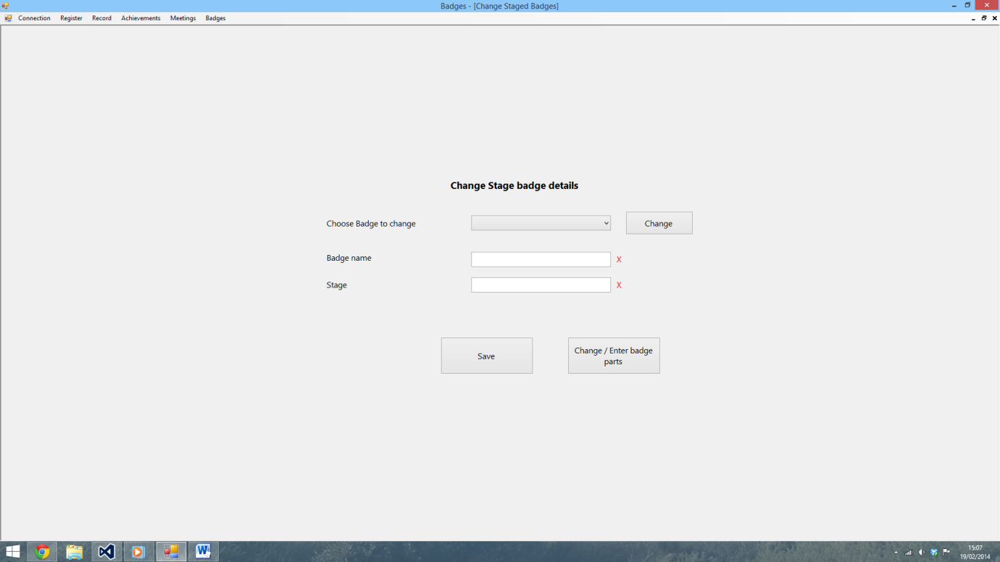 Badges - [Change Staged Badges]
Connection Register Record Achievements Meetings Badges
Change Stage badge details
Choose Badge to change
Change
Badge name
X
Stage
X
Save
Change / Enter badge
parts
15:07
19/02/2014